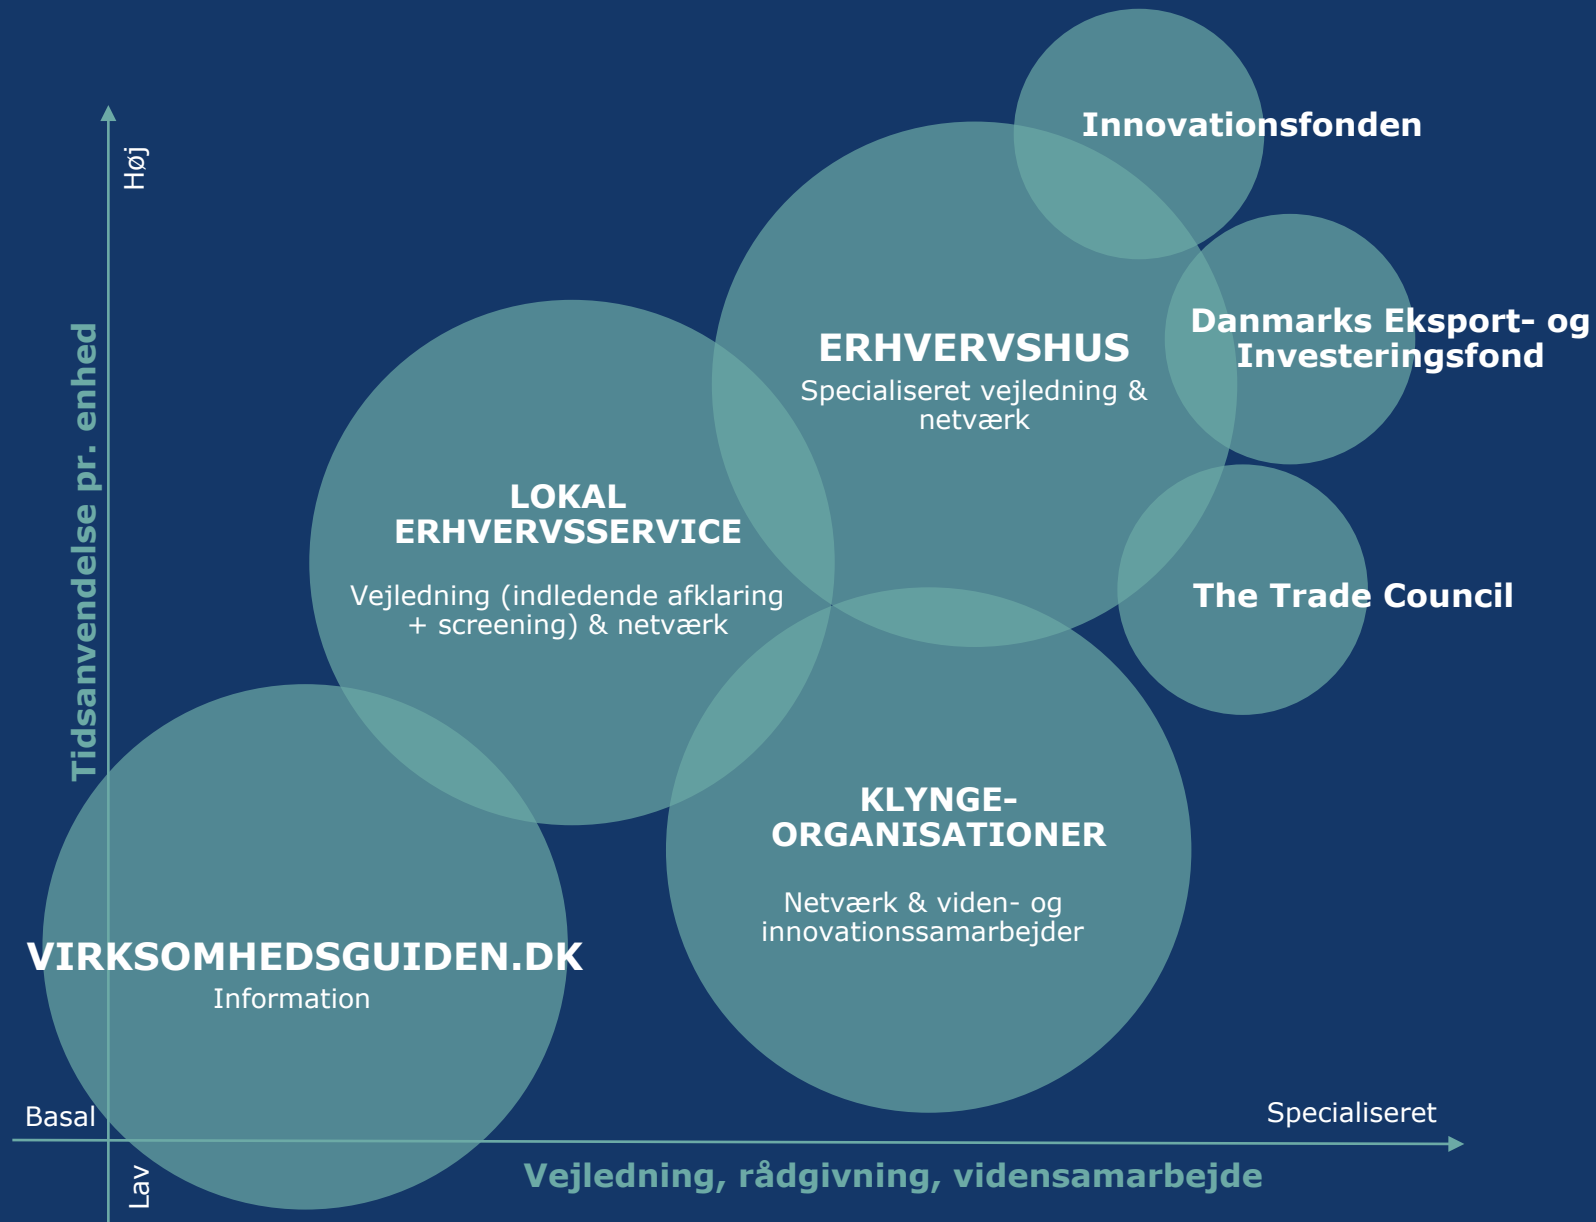 Innovationsfonden
Høj
Danmarks Eksport- og
Investeringsfond
ERHVERVSHUS
Specialiseret vejledning &
netværk
Tidsanvendelse pr. enhed
LOKAL
ERHVERVSSERVICE
Vejledning (indledende afklaring
+ screening) & netværk
The Trade Council
KLYNGE-
ORGANISATIONER
Netværk & viden- og
innovationssamarbejder
VIRKSOMHEDSGUIDEN.DK
Information
Basal
Specialiseret
Lav
Vejledning, rådgivning, vidensamarbejde